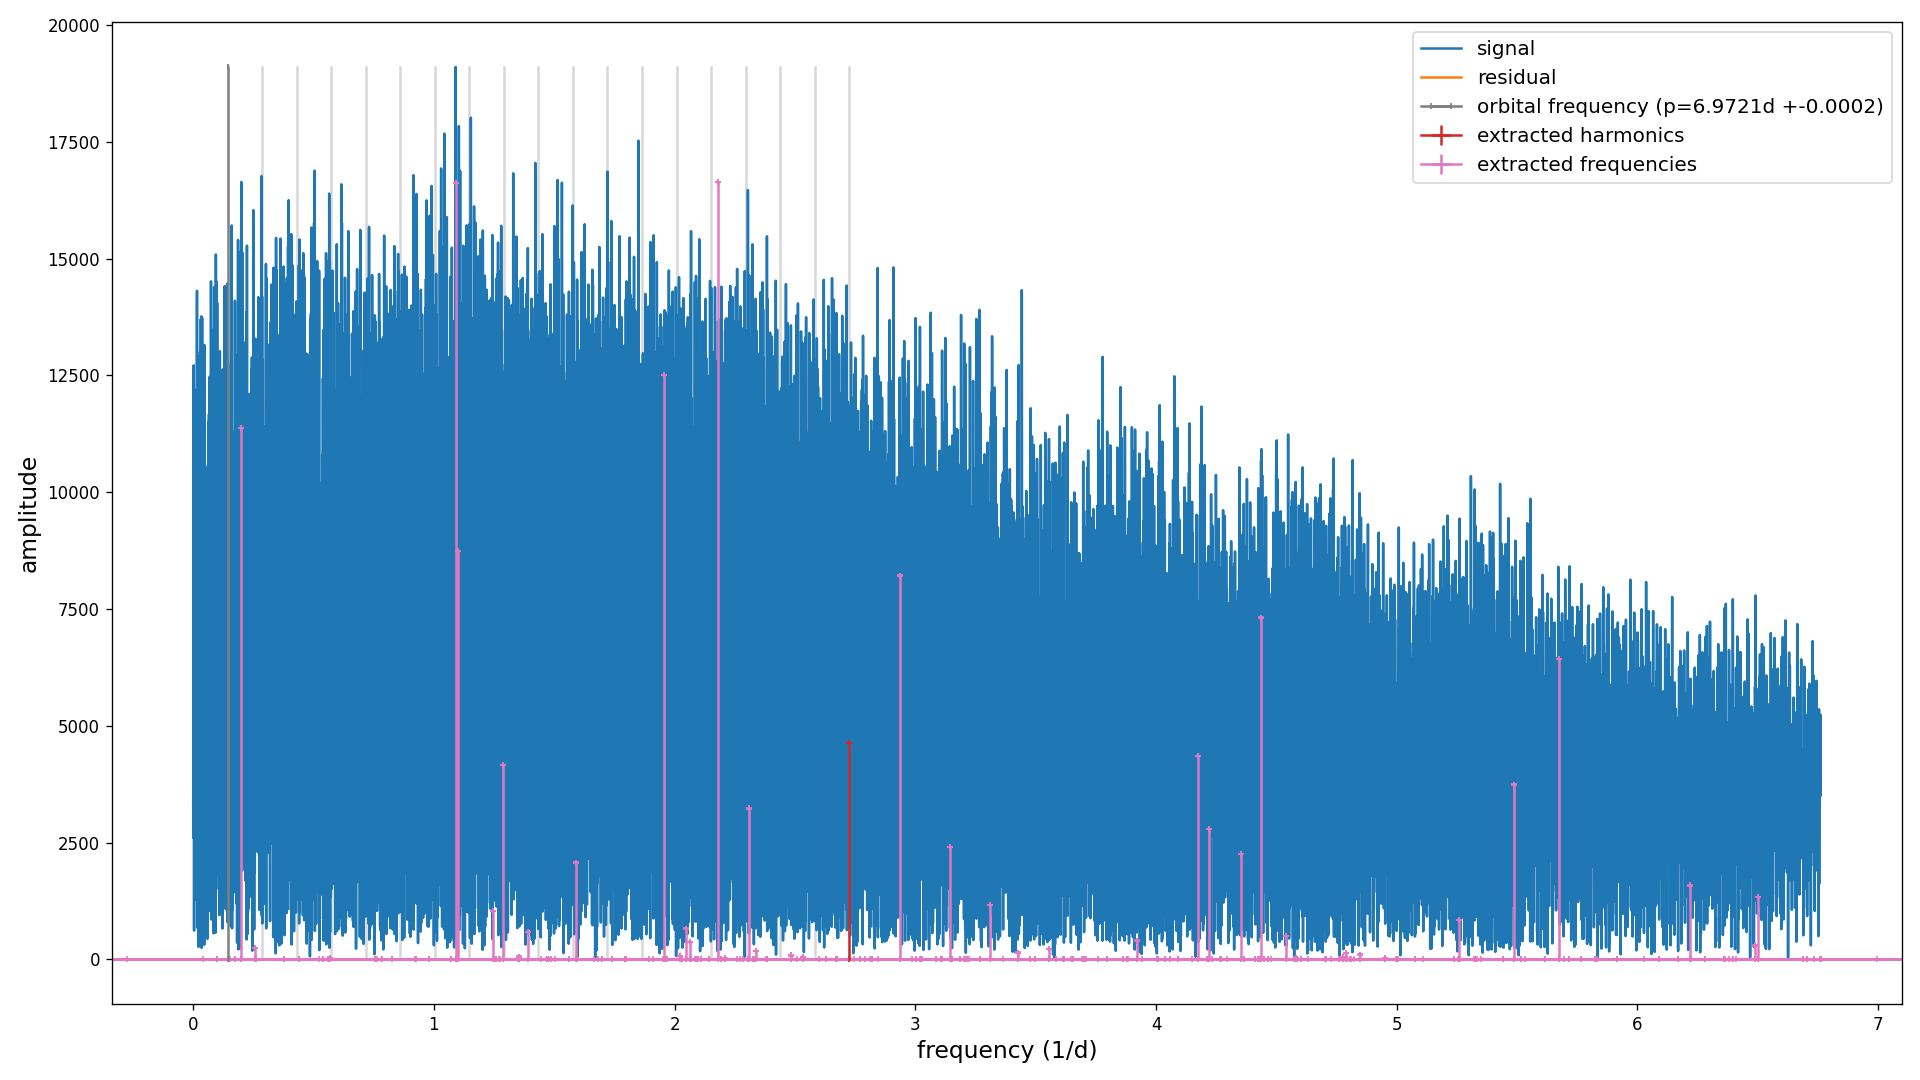 20000
17500
15000
12500
10000
7500
5000
2500
0
amplitude
signal
residual
orbital frequency (p=6.9721d +-0.0002)
extracted harmonics
extracted frequencies
0 1 2 3 4 5 6 7
frequency (1/d)